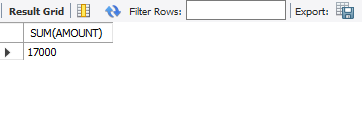 Result Grid Filter Rows: Export:
SUM(AMOUNT)
17000